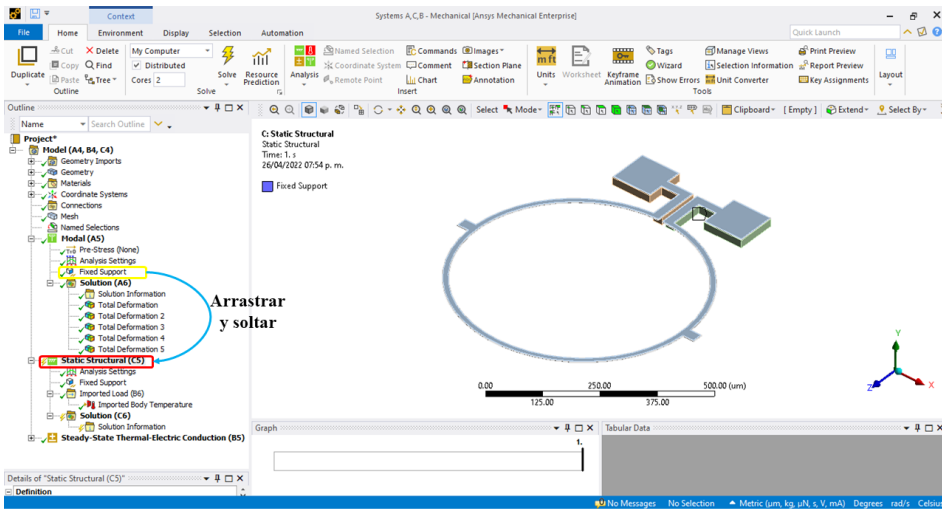 Context
Systems A,C,B - Mechanical [Ansys Mechanical Enterprise]
File Home Environment Display Selection Automation
Quick Launch
Duplicate
Cut
Copy
Paste
Delete
Find
Tree
Outline
My Computer
Distributed
Cores 2
Solve
Solve
Resource Prediction
Analysis
Named Selection
Coordinate System
Remote Point
Commands
Comment
Chart
Images
Section Plane
Annotation
Insert
Units
Worksheet
Keyframe Animation
Tags
Wizard
Show Errors
Manage Views
Selection Information
Unit Converter
Print Preview
Report Preview
Key Assignments
Tools
Layout
Outline
Name
Search Outline
Select Mode
Clipboard [ Empty ] Extend Select By
Project*
Model (A4, B4, C4)
Geometry Imports
Geometry
Materials
Coordinate Systems
Connections
Mesh
Named Selections
Modal (A5)
Pre-Stress (None)
Analysis Settings
Fixed Support
Solution (A6)
Solution Information
Total Deformation
Total Deformation 2
Total Deformation 3
Total Deformation 4
Total Deformation 5
Static Structural (C5)
Analysis Settings
Fixed Support
Imported Load (B6)
Imported Body Temperature
Solution (C6)
Solution Information
Steady-State Thermal-Electric Conduction (B5)
Arrastrar
y soltar
C: Static Structural
Static Structural
Time: 1. s
26/04/2022 07:54 p. m.
Fixed Support
0.00 250.00 500.00 (um)
125.00 375.00
Y
Z
X
Graph
1.
Tabular Data
Details of "Static Structural (C5)"
Definition
No Messages No Selection Metric (µm, kg, µN, s, V, mA) Degrees rad/s Celsius